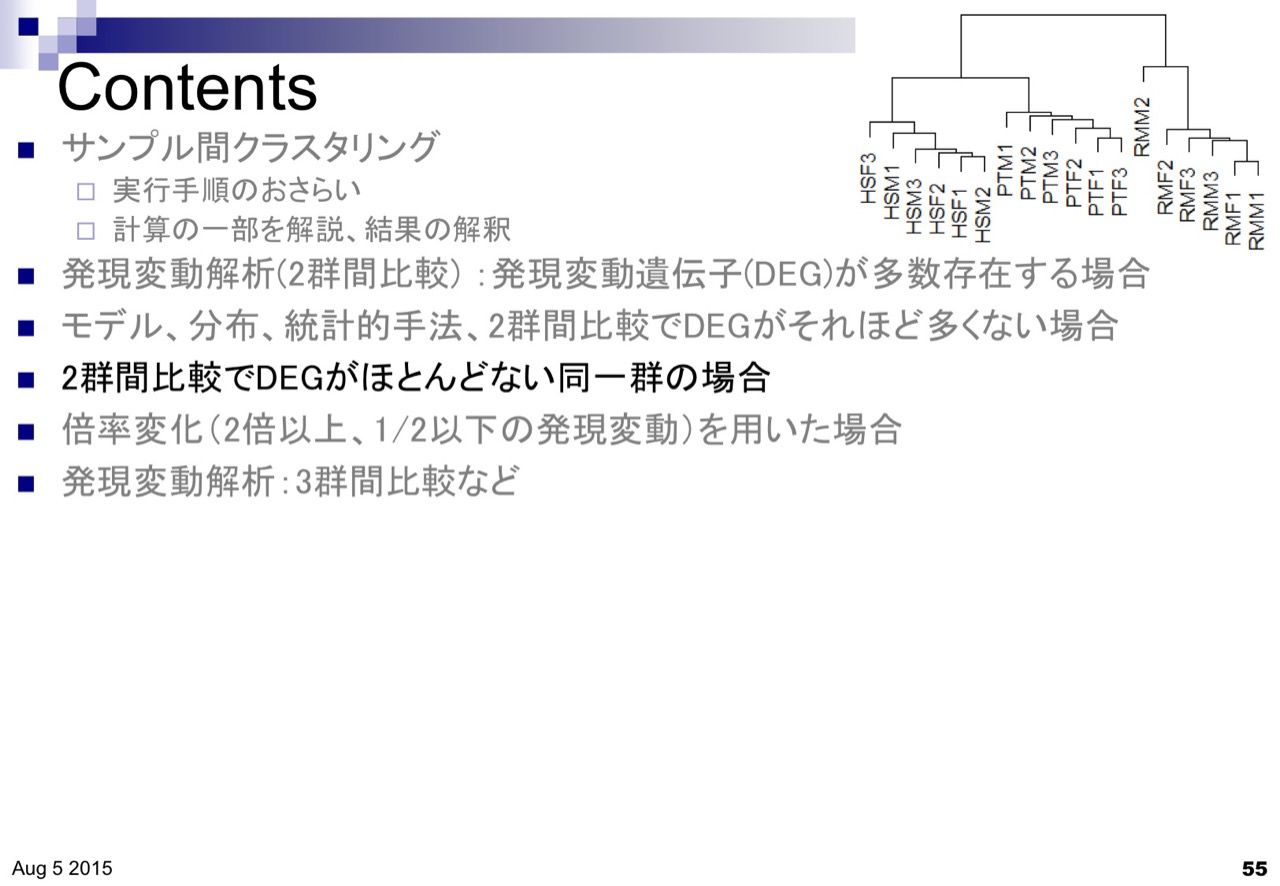 Contents
サンプル間クラスタリング
実行手順のおさらい
計算の一部を解説、結果の解釈
発現変動解析(2群間比較)：発現変動遺伝子(DEG)が多数存在する場合
モデル、分布、統計的手法、2群間比較でDEGがそれほど多くない場合
2群間比較でDEGがほとんどない同一群の場合
倍率変化（2倍以上、1/2以下の発現変動）を用いた場合
発現変動解析：3群間比較など
HSF3
HSM1
HSM3
HSF2
HSF1
HSM2
PTM1
PTM2
PTM3
PTF2
PTF1
PTF3
RMM2
RMF2
RMF3
RMM3
RMF1
RMM1
Aug 5 2015
55